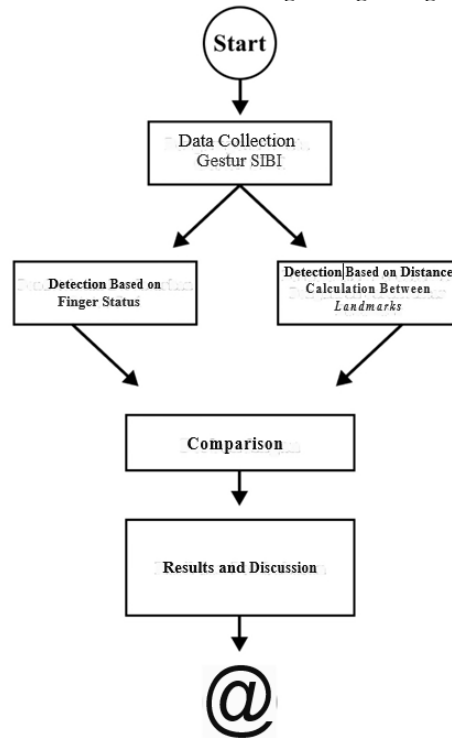 Start
Data Collection
Gestur SIBI
Detection Based on
Finger Status
Detection Based on Distance
Calculation Between
Landmarks
Comparison
Results and Discussion
@